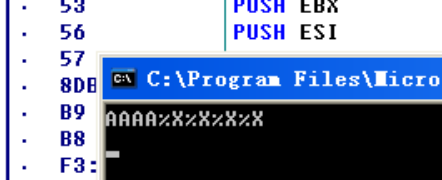 53 PUSH EBX
56 PUSH ESI
57
8DB
B9
B8
F3:
C:\Program Files\Micro
AAAA%X%X%X%X